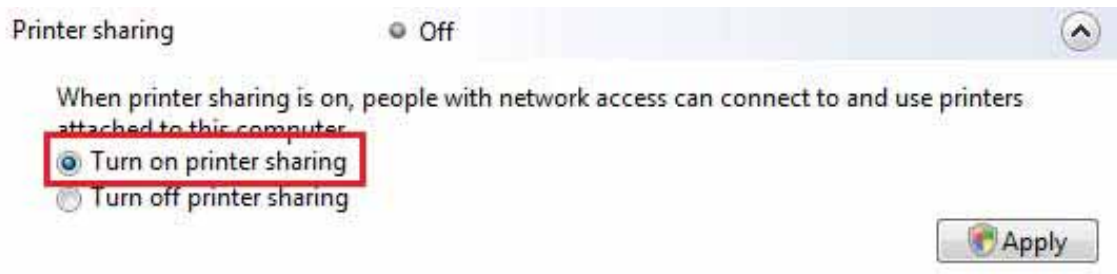 Printer sharing Off
When printer sharing is on, people with network access can connect to and use printers
attached to this computer.
Turn on printer sharing
Turn off printer sharing
Apply